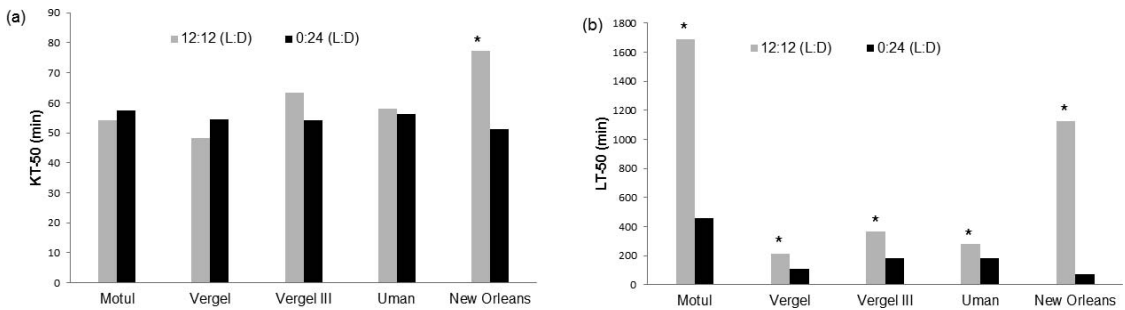 (a)
90
80
70
60
50
40
30
20
10
0
KT-50 (min)
12:12 (L:D) 0:24 (L:D)
*
Motul Vergel Vergel III Uman New Orleans
(b)
1800
1600
1400
1200
1000
800
600
400
200
0
LT-50 (min)
12:12 (L:D) 0:24 (L:D)
* * * * *
Motul Vergel Vergel III Uman New Orleans